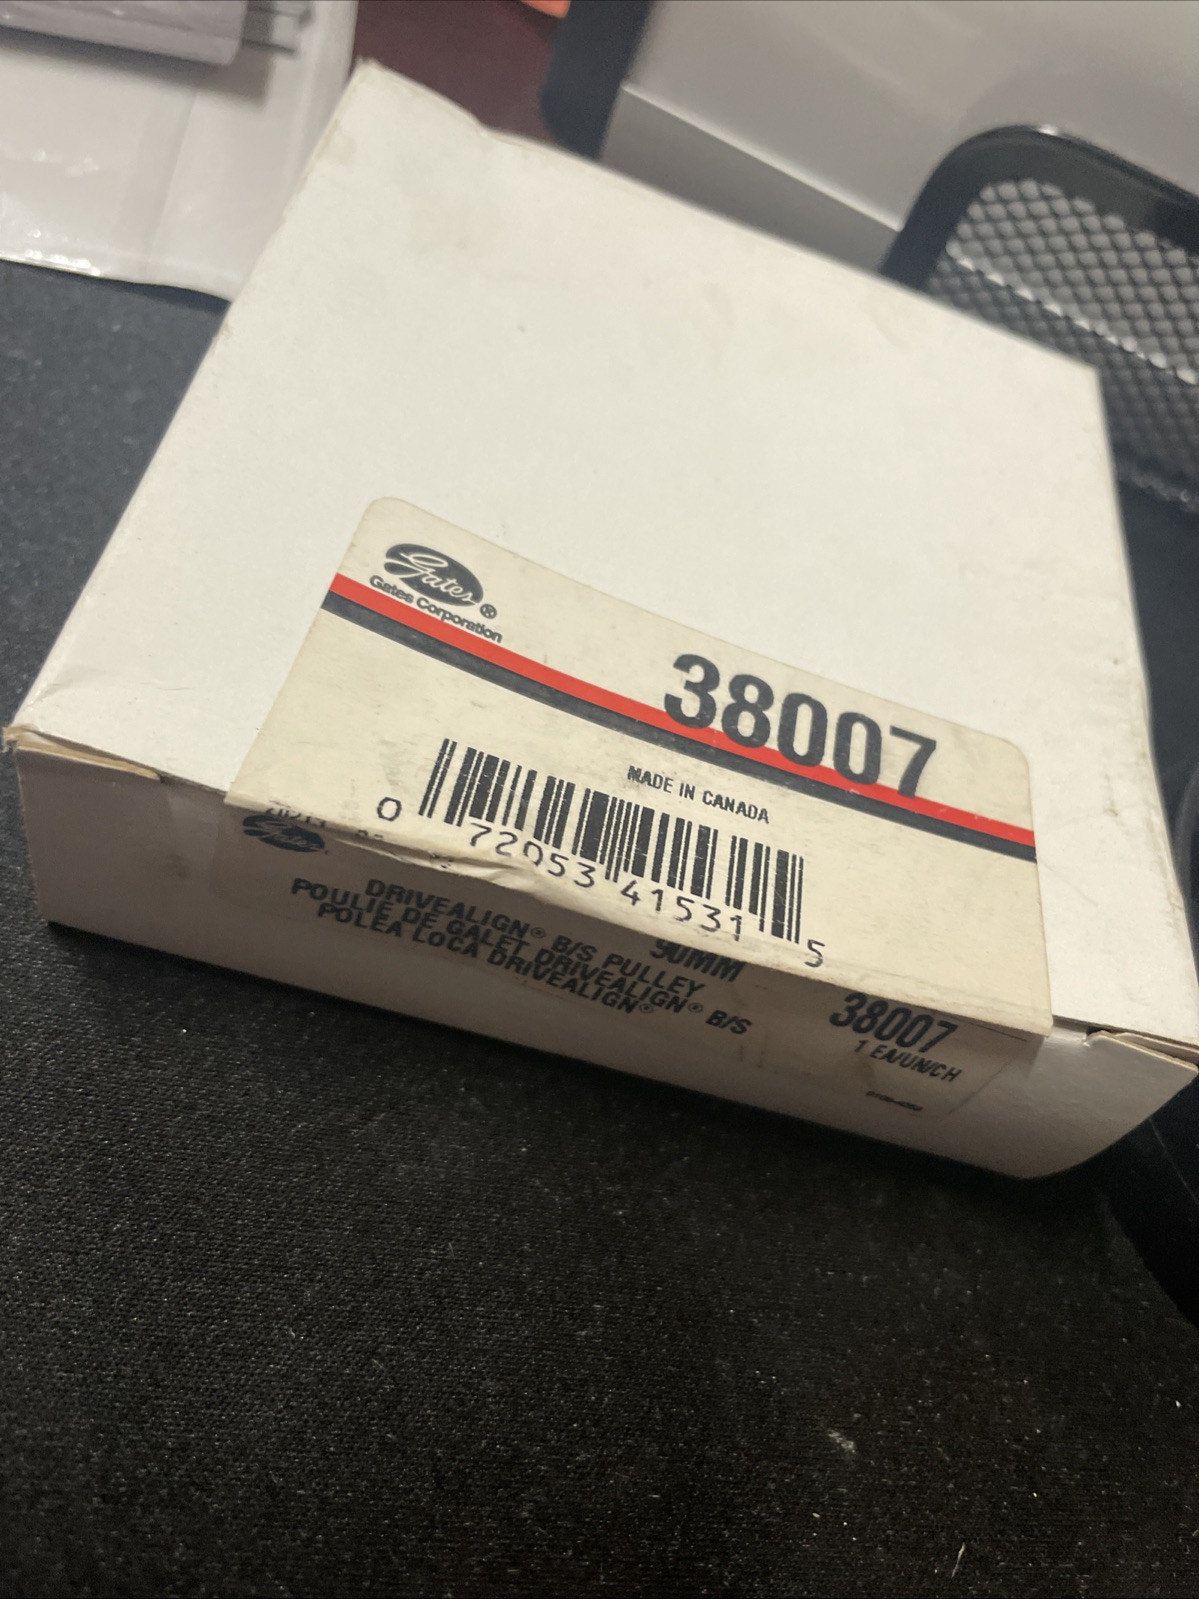 Gates®
Gates Corporation
38007
MADE IN CANADA
0 72053 41531 5
Gates
90MM
DRIVEALIGN® B/S PULLEY
POULIE DE GALET DRIVEALIGN® B/S
POLEA LOCA DRIVEALIGN®
38007
1 EA/UN/CH